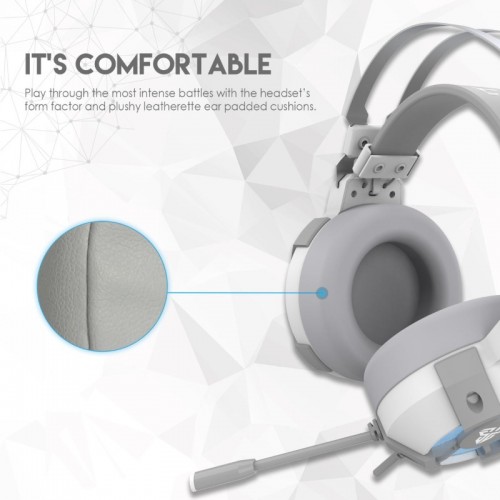 IT'S COMFORTABLE
Play through the most intense battles with the headset's
form factor and plushy leatherette ear padded cushions.